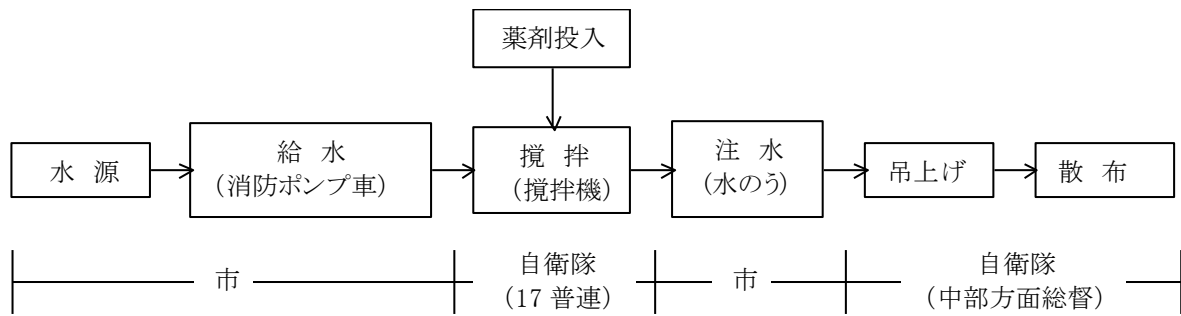 薬剤投入
水 源
給 水
（消防ポンプ車）
攪 拌
（攪拌機）
注 水
（水のう）
吊上げ
散 布
市
自衛隊
（17 普連）
市
自衛隊
（中部方面総督）